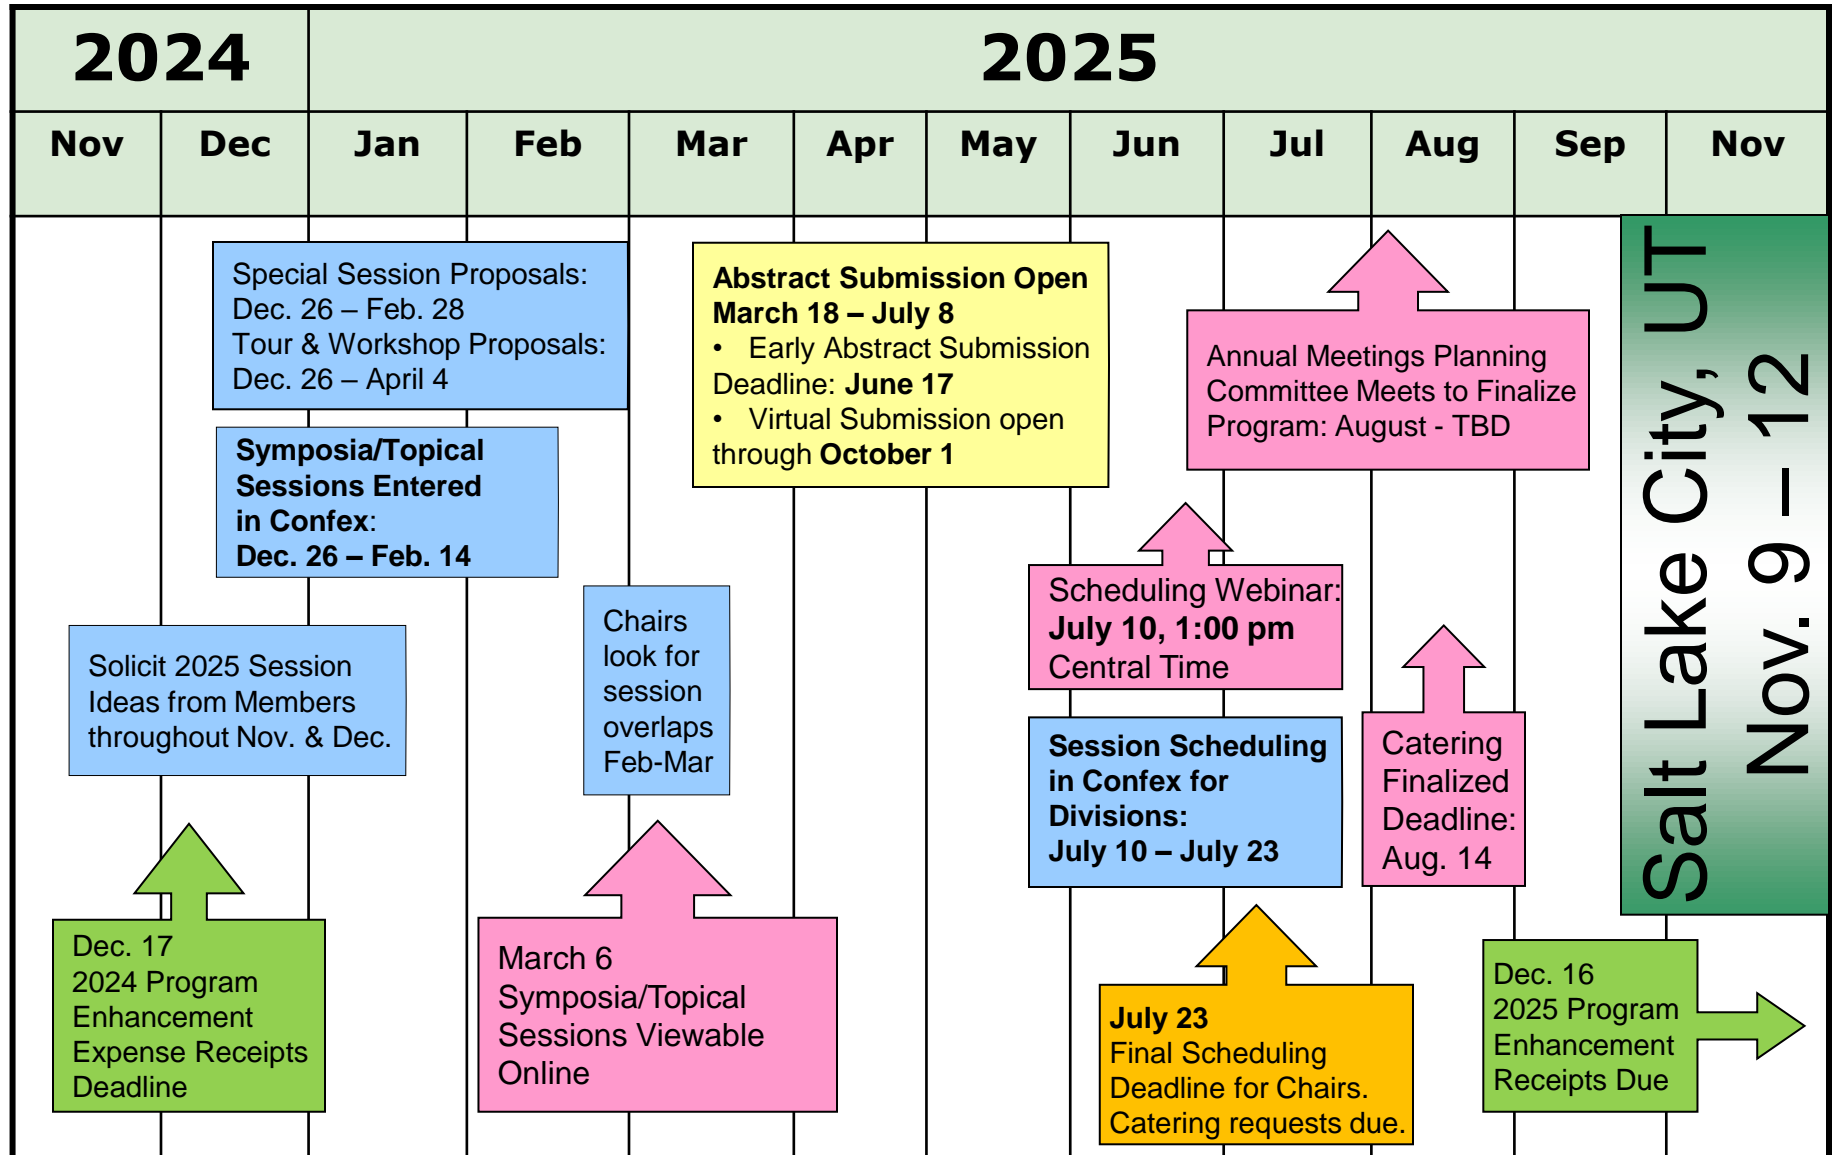 2024
2025
Nov
Dec
Jan
Feb
Mar
Apr
May
Jun
Jul
Aug
Sep
Nov
Special Session Proposals:
Dec. 26 – Feb. 28
Tour & Workshop Proposals:
Dec. 26 – April 4
Symposia/Topical
Sessions Entered
in Confex:
Dec. 26 – Feb. 14
Solicit 2025 Session
Ideas from Members
throughout Nov. & Dec.
Dec. 17
2024 Program
Enhancement
Expense Receipts
Deadline
Chairs
look for
session
overlaps
Feb-Mar
March 6
Symposia/Topical
Sessions Viewable
Online
Abstract Submission Open
March 18 – July 8
• Early Abstract Submission
Deadline: June 17
• Virtual Submission open
through October 1
Annual Meetings Planning
Committee Meets to Finalize
Program: August - TBD
Scheduling Webinar:
July 10, 1:00 pm
Central Time
Session Scheduling
in Confex for
Divisions:
July 10 – July 23
Catering
Finalized
Deadline:
Aug. 14
July 23
Final Scheduling
Deadline for Chairs.
Catering requests due.
Dec. 16
2025 Program
Enhancement
Receipts Due
Salt Lake City, UT
Nov. 9 – 12